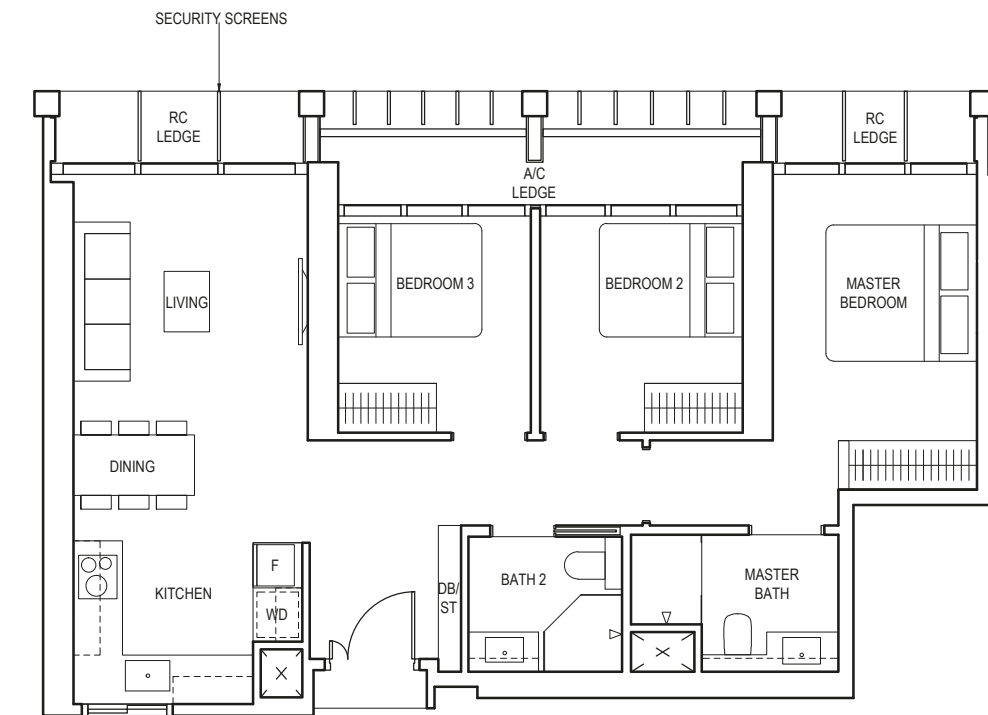 SECURITY SCREENS
RC
LEDGE
RC
LEDGE
A/C
LEDGE
BEDROOM 3
BEDROOM 2
MASTER
BEDROOM
LIVING
DINING
F
KITCHEN
WD
DB/
ST
BATH 2
MASTER
BATH